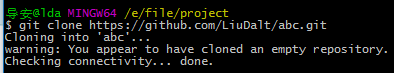 导安@lda MINGW64 /e/file/project
$ git clone https://github.com/LiuDalt/abc.git
Cloning into 'abc'...
warning: You appear to have cloned an empty repository.
Checking connectivity... done.